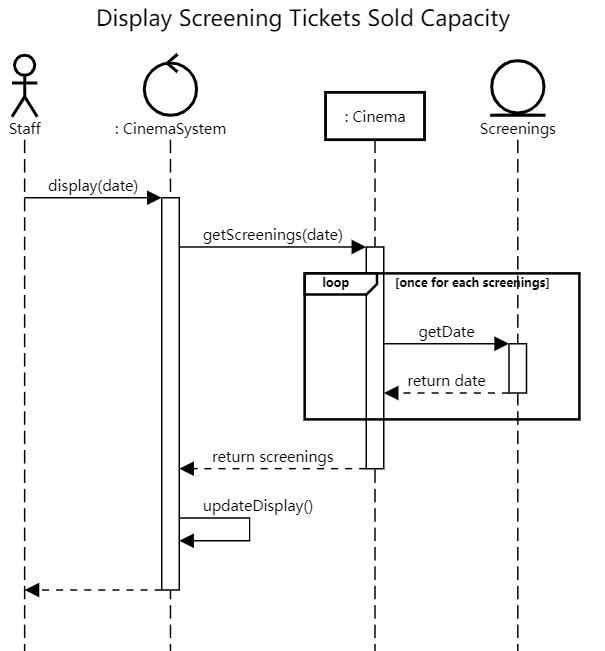 Display Screening Tickets Sold Capacity
Staff
: CinemaSystem
: Cinema
Screenings
display(date)
getScreenings(date)
loop
[once for each screenings]
getDate
return date
return screenings
updateDisplay()